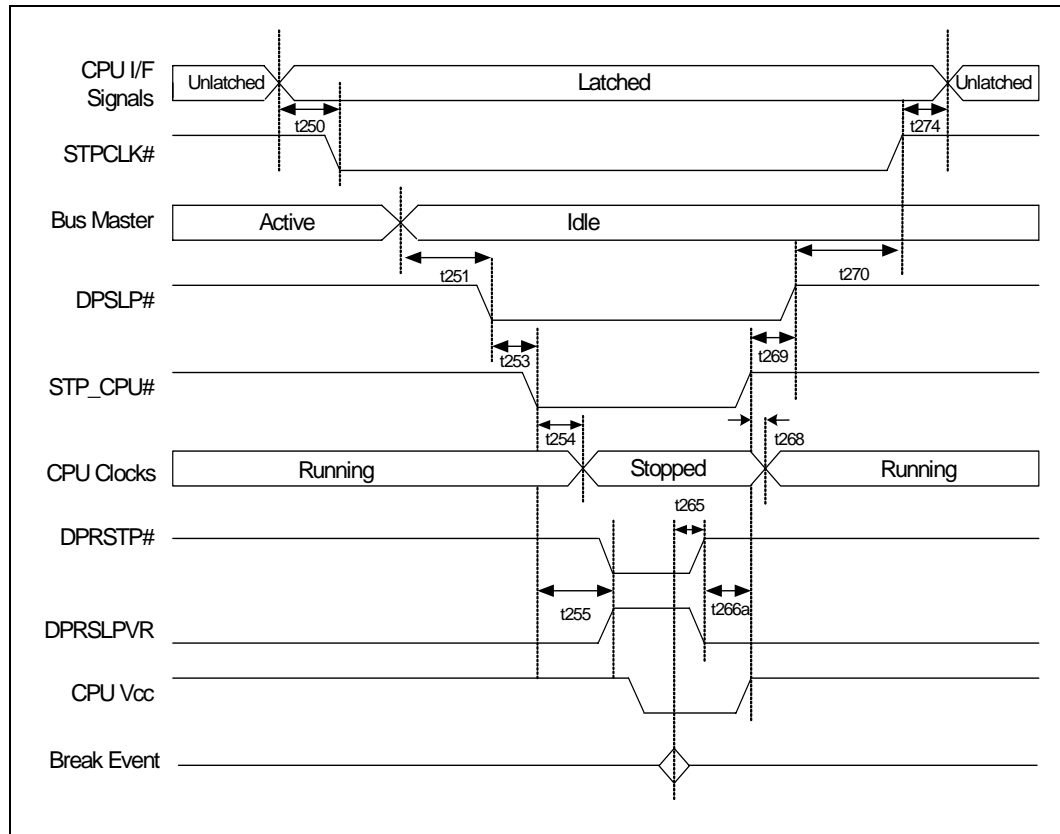 CPU I/F
Signals
Unlatched
Latched
Unlatched
t250
t274
STPCLK#
Bus Master
Active
Idle
t251
t270
DPSLP#
t253
t269
STP_CPU#
t254
t268
CPU Clocks
Running
Stopped
Running
t265
DPRSTP#
t255
t266a
DPRSLPVR
CPU Vcc
Break Event